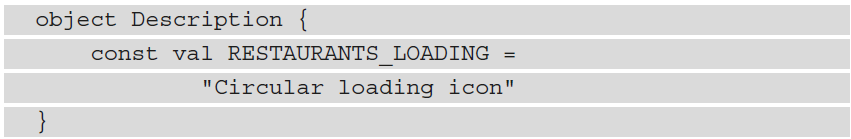 object Description {
    const val RESTAURANTS_LOADING =
            "Circular loading icon"
}